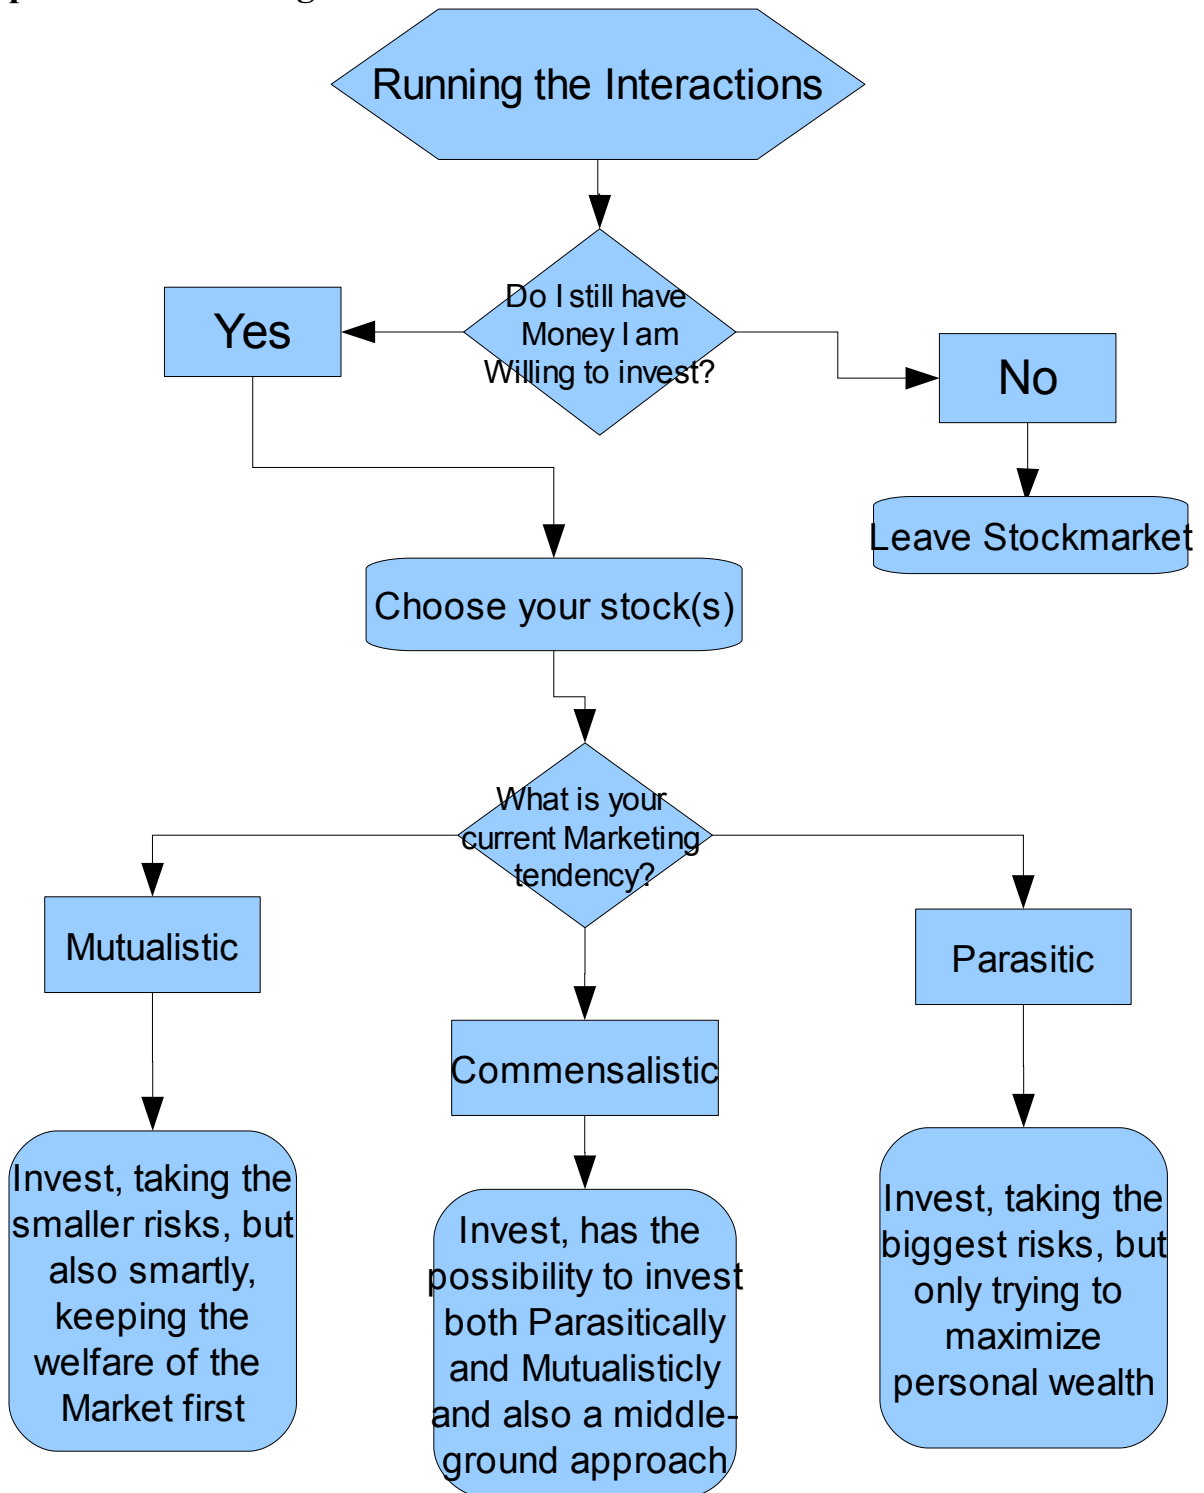 Running the Interactions
Do I still have
Money I am
Willing to invest?
Yes
No
Leave Stockmarket
Choose your stock(s)
What is your
current Marketing
tendency?
Mutualistic
Commensalistic
Parasitic
Invest, taking the
smaller risks, but
also smartly,
keeping the
welfare of the
Market first
Invest, has the
possibility to invest
both Parasitically
and Mutualisticly
and also a middle-
ground approach
Invest, taking the
biggest risks, but
only trying to
maximize
personal wealth